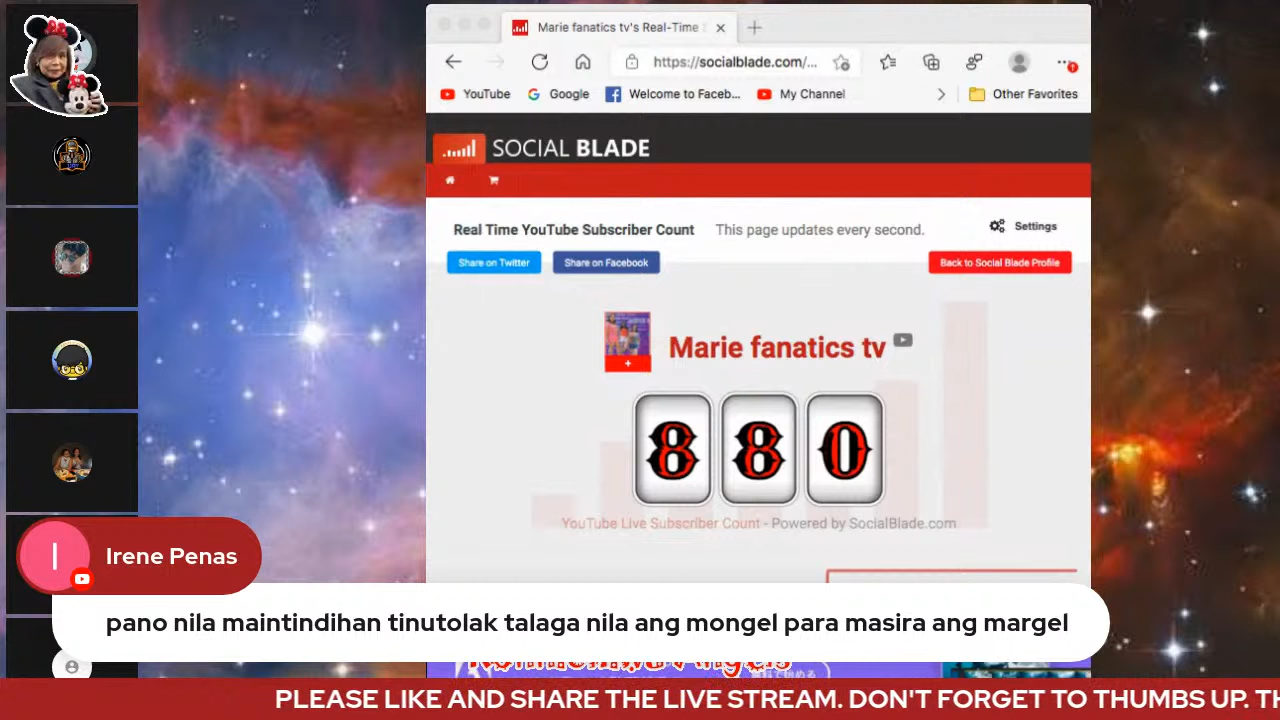 Marie fanatics tv's Real-Time
https://socialblade.com/...
YouTube Google Welcome to Faceb... My Channel Other Favorites
SOCIAL BLADE
Real Time YouTube Subscriber Count This page updates every second. Settings
Share on Twitter Share on Facebook Back to Social Blade Profile
Marie fanatics tv
880
YouTube Live Subscriber Count - Powered by SocialBlade.com
I Irene Penas
pano nila maintindihan tinutolak talaga nila ang mongel para masira ang margel
PLEASE LIKE AND SHARE THE LIVE STREAM. DON'T FORGET TO THUMBS UP. TH